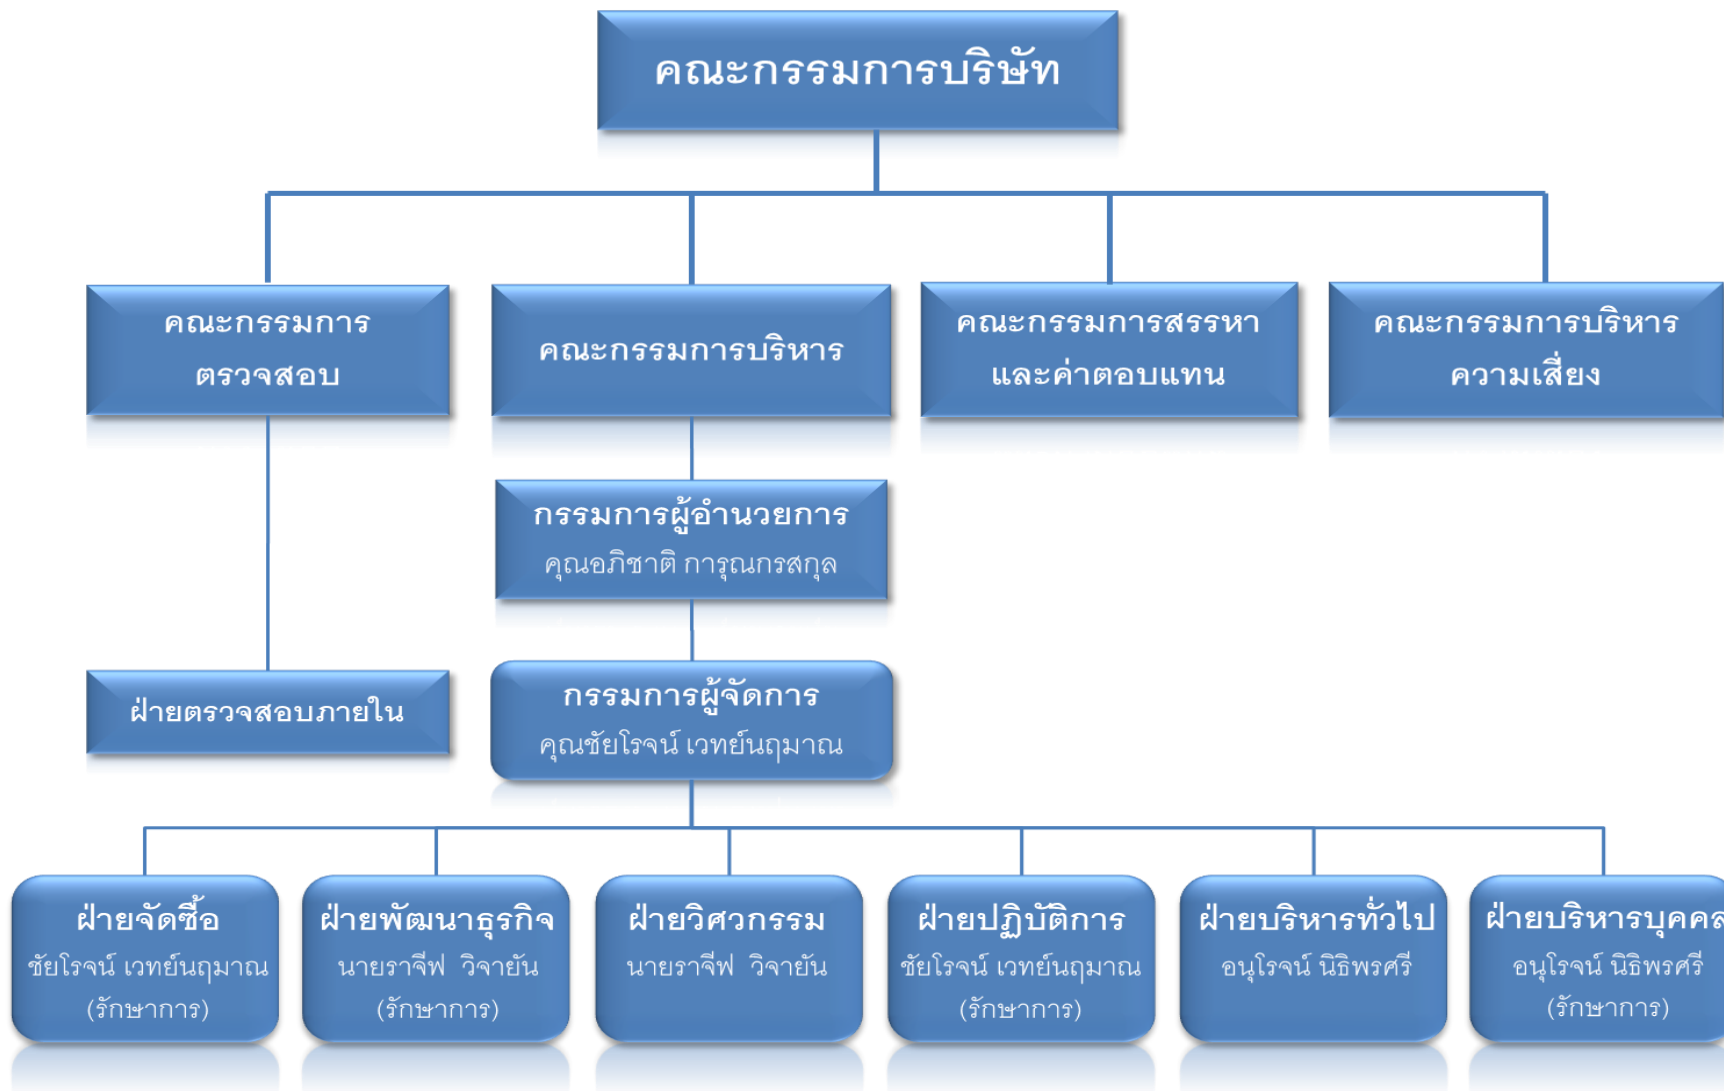 คณะกรรมการบริษัท
คณะกรรมการ
ตรวจสอบ
คณะกรรมการบริหาร
คณะกรรมการสรรหา
และค่าตอบแทน
คณะกรรมการบริหาร
ความเสี่ยง
กรรมการผู้อำนวยการ
คุณอภิชาติ การุณกรสกุล
ฝ่ายตรวจสอบภายใน
กรรมการผู้จัดการ
คุณชัยโรจน์ เวทย์นฤมาณ
ฝ่ายจัดซื้อ
ชัยโรจน์ เวทย์นฤมาณ
(รักษาการ)
ฝ่ายพัฒนาธุรกิจ
นายราจีฟ วิจายัน
(รักษาการ)
ฝ่ายวิศวกรรม
นายราจีฟ วิจายัน
ฝ่ายปฏิบัติการ
ชัยโรจน์ เวทย์นฤมาณ
(รักษาการ)
ฝ่ายบริหารทั่วไป
อนุโรจน์ นิธิพรศรี
ฝ่ายบริหารบุคคล
อนุโรจน์ นิธิพรศรี
(รักษาการ)